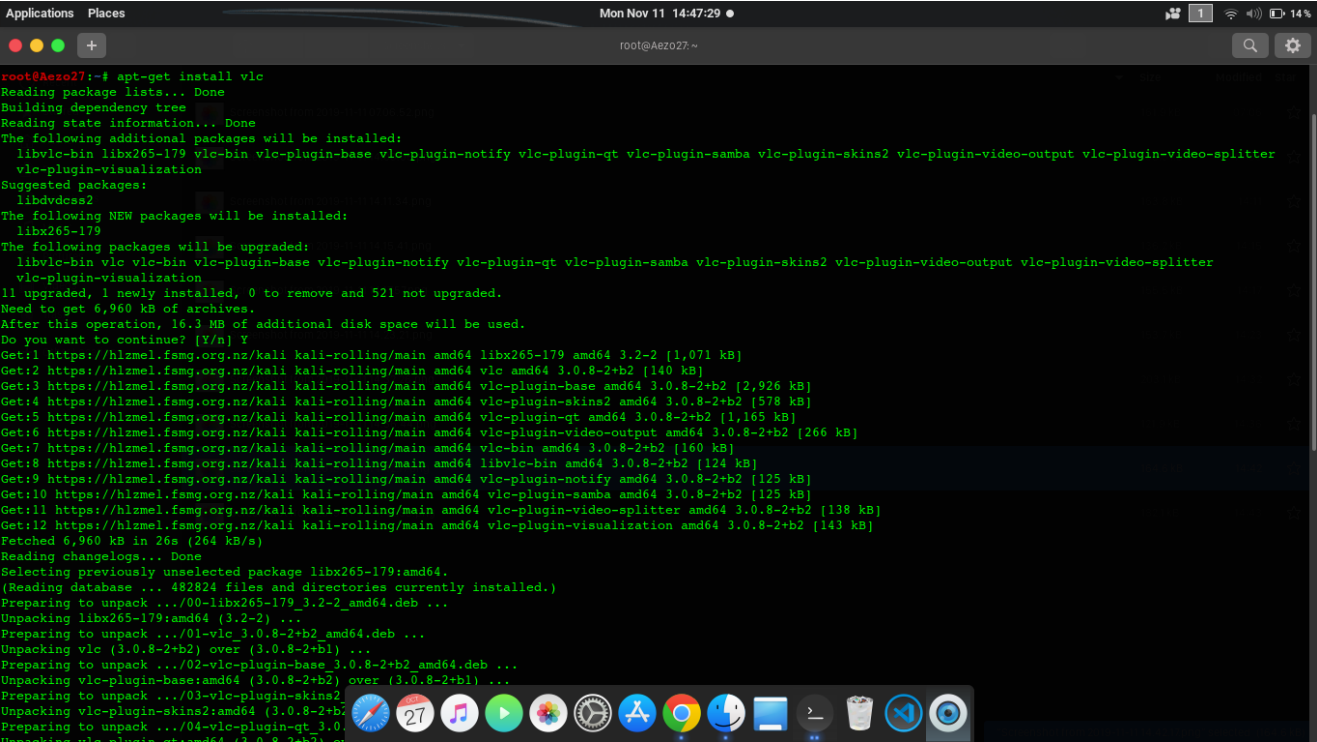 Applications Places Mon Nov 11 14:47:29 1 14%
root@Aezo27: ~
root@Aezo27:~# apt-get install vlc
Reading package lists... Done
Building dependency tree
Reading state information... Done
The following additional packages will be installed:
libvlc-bin libx265-179 vlc-bin vlc-plugin-base vlc-plugin-notify vlc-plugin-qt vlc-plugin-samba vlc-plugin-skins2 vlc-plugin-video-output vlc-plugin-video-splitter
vlc-plugin-visualization
Suggested packages:
libdvdcss2
The following NEW packages will be installed:
libx265-179
The following packages will be upgraded:
libvlc-bin vlc vlc-bin vlc-plugin-base vlc-plugin-notify vlc-plugin-qt vlc-plugin-samba vlc-plugin-skins2 vlc-plugin-video-output vlc-plugin-video-splitter
vlc-plugin-visualization
11 upgraded, 1 newly installed, 0 to remove and 521 not upgraded.
Need to get 6,960 kB of archives.
After this operation, 16.3 MB of additional disk space will be used.
Do you want to continue? [Y/n] Y
Get:1 https://hlzmel.fsmg.org.nz/kali kali-rolling/main amd64 libx265-179 amd64 3.2-2 [1,071 kB]
Get:2 https://hlzmel.fsmg.org.nz/kali kali-rolling/main amd64 vlc amd64 3.0.8-2+b2 [140 kB]
Get:3 https://hlzmel.fsmg.org.nz/kali kali-rolling/main amd64 vlc-plugin-base amd64 3.0.8-2+b2 [2,926 kB]
Get:4 https://hlzmel.fsmg.org.nz/kali kali-rolling/main amd64 vlc-plugin-skins2 amd64 3.0.8-2+b2 [578 kB]
Get:5 https://hlzmel.fsmg.org.nz/kali kali-rolling/main amd64 vlc-plugin-qt amd64 3.0.8-2+b2 [1,165 kB]
Get:6 https://hlzmel.fsmg.org.nz/kali kali-rolling/main amd64 vlc-plugin-video-output amd64 3.0.8-2+b2 [266 kB]
Get:7 https://hlzmel.fsmg.org.nz/kali kali-rolling/main amd64 vlc-bin amd64 3.0.8-2+b2 [160 kB]
Get:8 https://hlzmel.fsmg.org.nz/kali kali-rolling/main amd64 libvlc-bin amd64 3.0.8-2+b2 [124 kB]
Get:9 https://hlzmel.fsmg.org.nz/kali kali-rolling/main amd64 vlc-plugin-notify amd64 3.0.8-2+b2 [125 kB]
Get:10 https://hlzmel.fsmg.org.nz/kali kali-rolling/main amd64 vlc-plugin-samba amd64 3.0.8-2+b2 [125 kB]
Get:11 https://hlzmel.fsmg.org.nz/kali kali-rolling/main amd64 vlc-plugin-video-splitter amd64 3.0.8-2+b2 [138 kB]
Get:12 https://hlzmel.fsmg.org.nz/kali kali-rolling/main amd64 vlc-plugin-visualization amd64 3.0.8-2+b2 [143 kB]
Fetched 6,960 kB in 26s (264 kB/s)
Reading changelogs... Done
Selecting previously unselected package libx265-179:amd64.
(Reading database ... 482824 files and directories currently installed.)
Preparing to unpack .../00-libx265-179_3.2-2_amd64.deb ...
Unpacking libx265-179:amd64 (3.2-2) ...
Preparing to unpack .../01-vlc_3.0.8-2+b2_amd64.deb ...
Unpacking vlc (3.0.8-2+b2) over (3.0.8-2+b1) ...
Preparing to unpack .../02-vlc-plugin-base_3.0.8-2+b2_amd64.deb ...
Unpacking vlc-plugin-base:amd64 (3.0.8-2+b2) over (3.0.8-2+b1) ...
Preparing to unpack .../03-vlc-plugin-skins2_
Unpacking vlc-plugin-skins2:amd64 (3.0.8-2+b2
Preparing to unpack .../04-vlc-plugin-qt_3.0.
Unpacking vlc-plugin-qt:amd64 (3.0.8-2+b2) ov
27